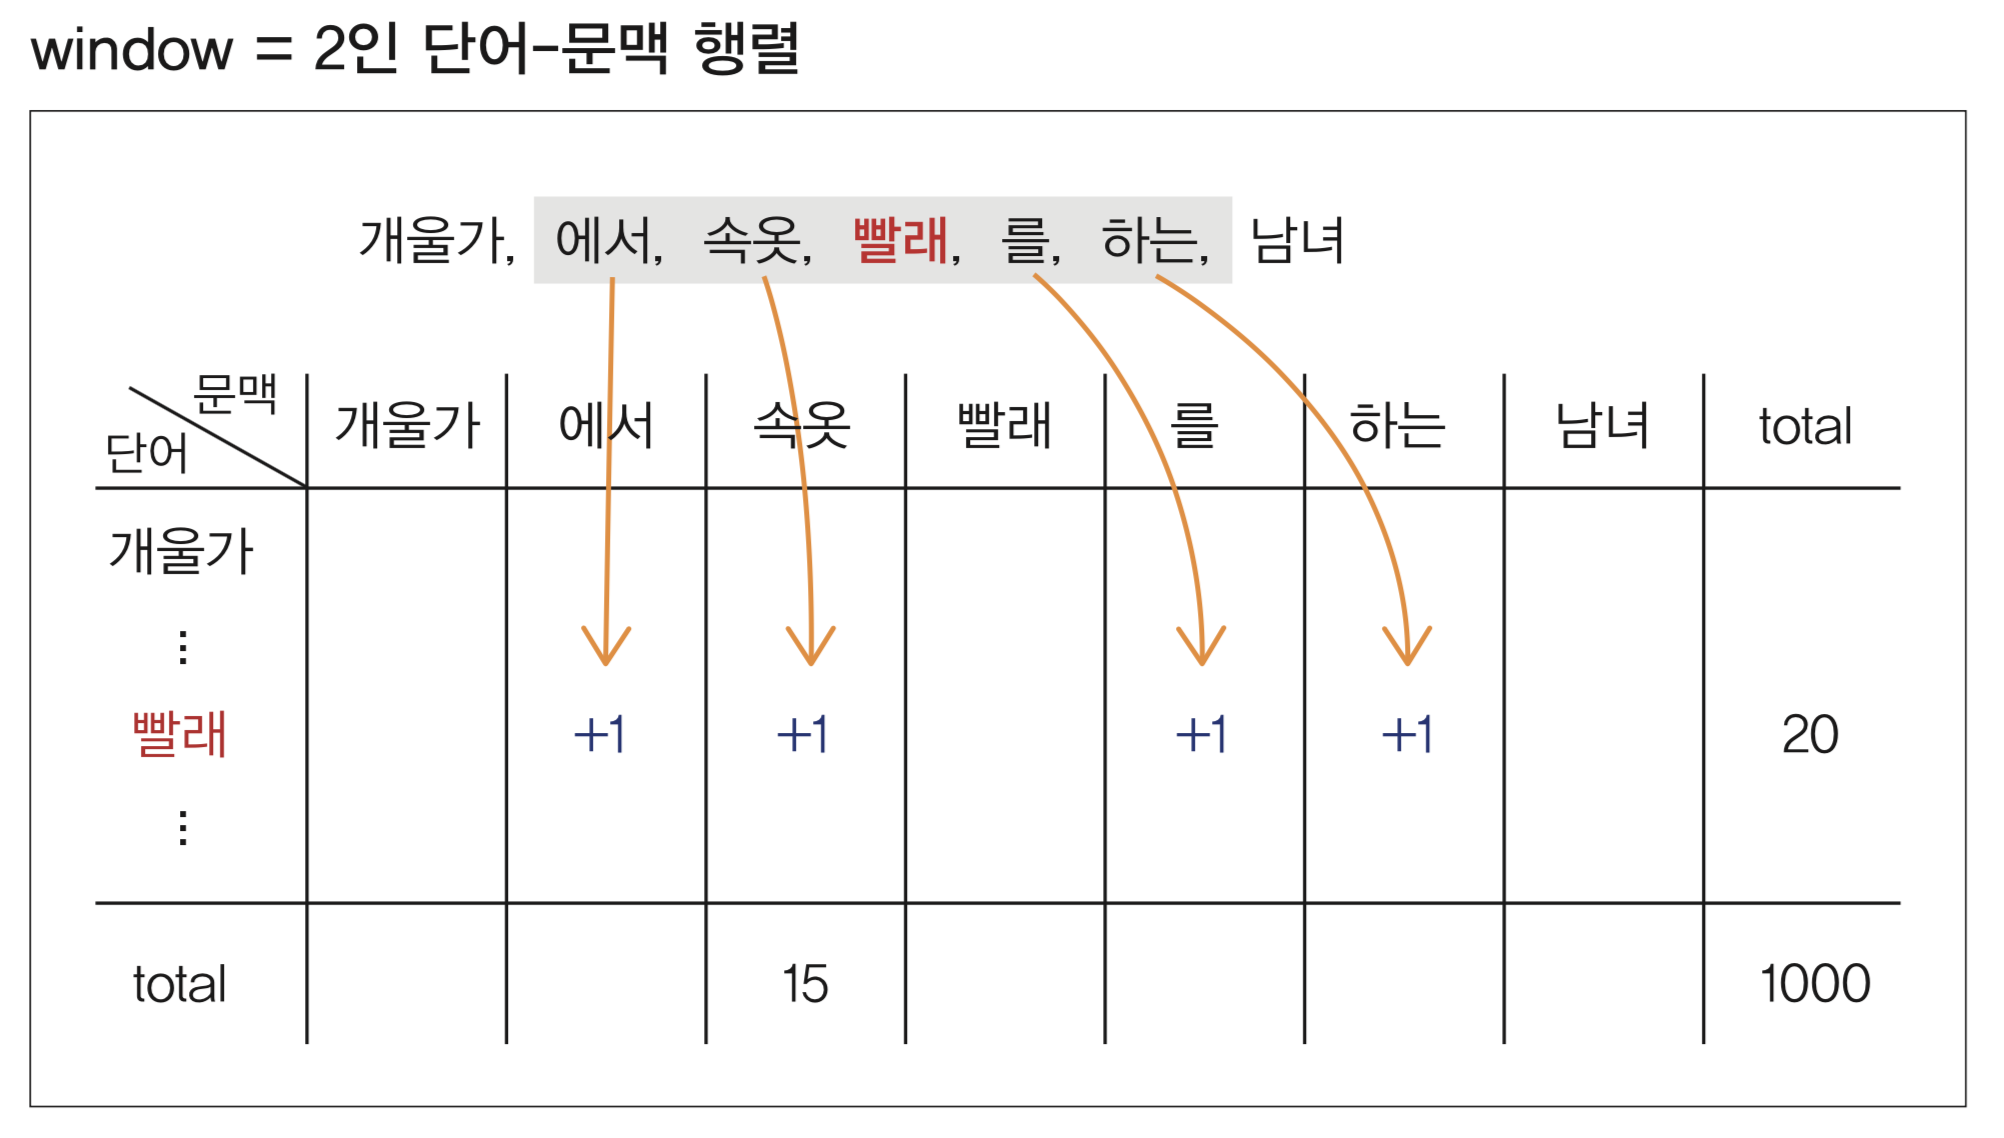 window = 2인 단어-문맥 행렬
개울가, 에서, 속옷, 빨래, 를, 하는, 남녀
문맥
단어
개울가 에서 속옷 빨래 를 하는 남녀 total
개울가
⋮
빨래 +1 +1 +1 +1 20
⋮
total 15 1000